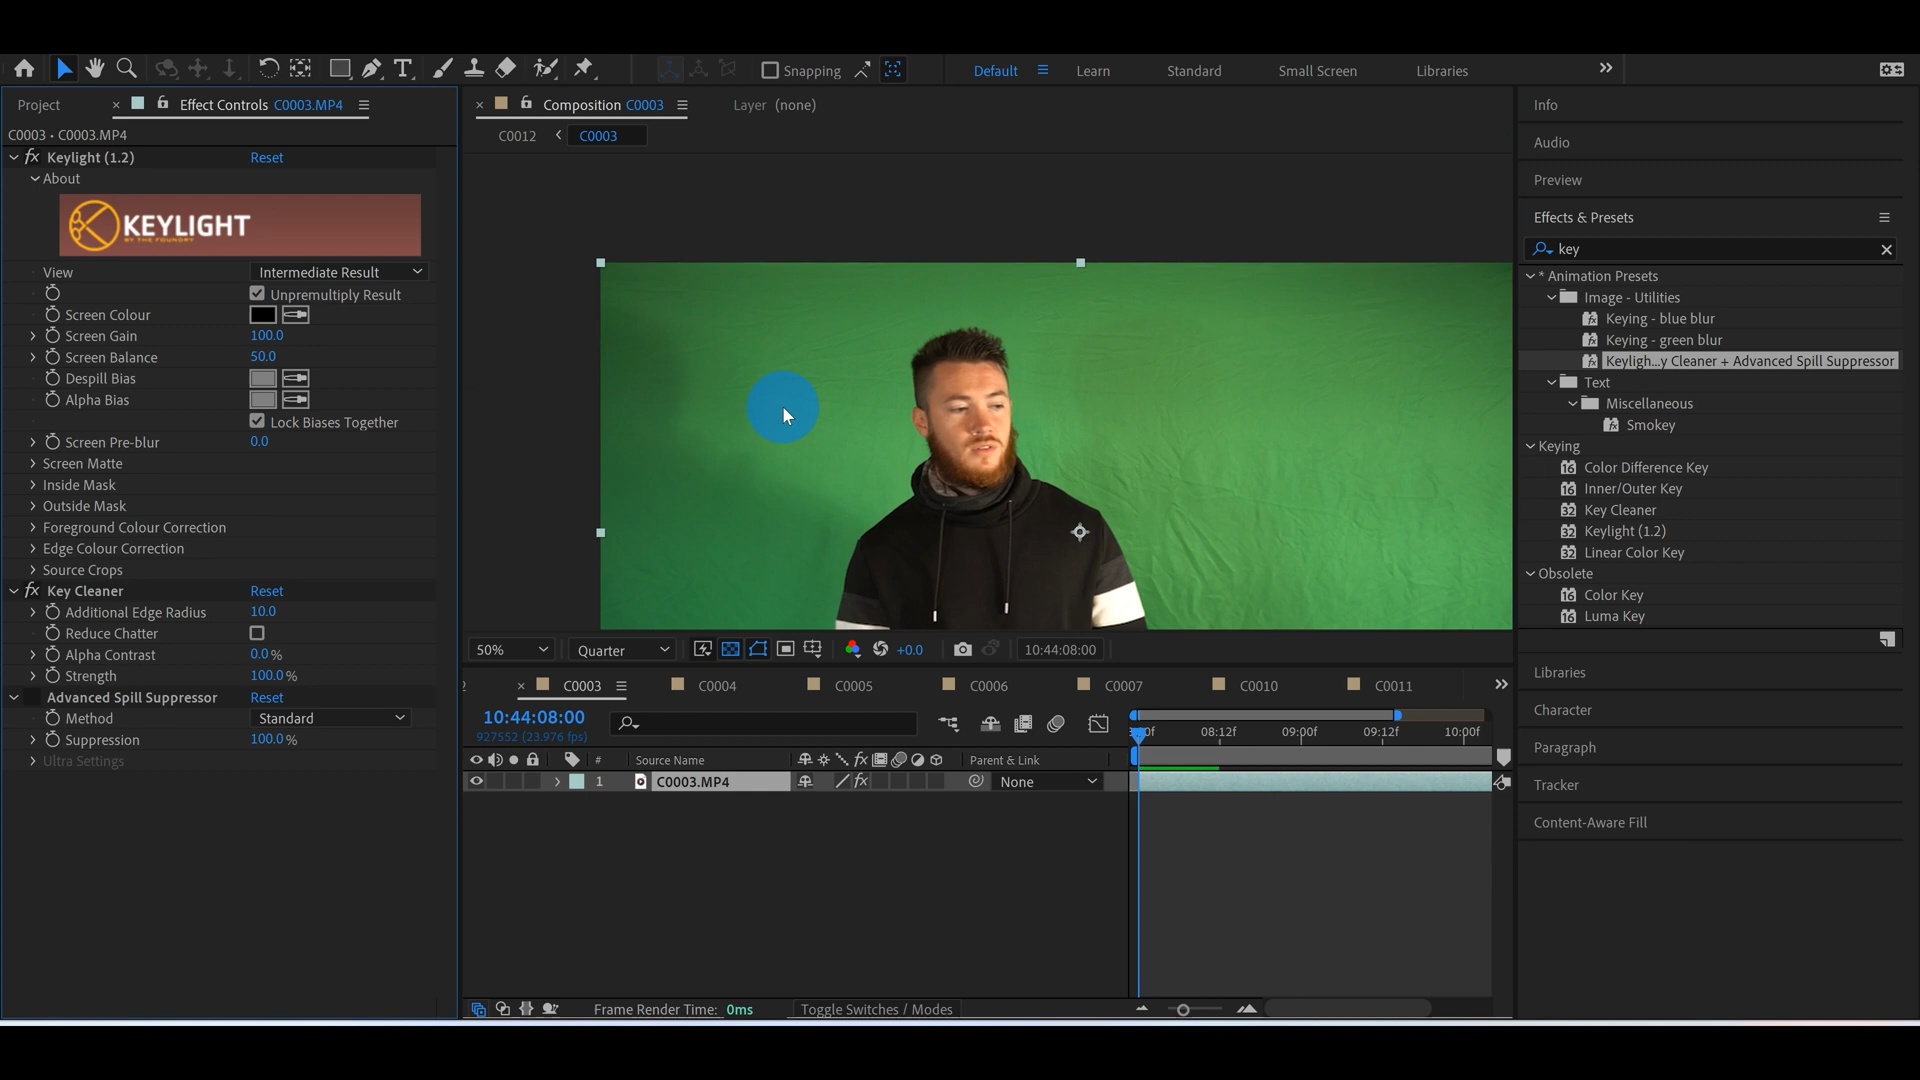 Snapping
Default
Learn
Standard
Small Screen
Libraries
Project
Effect Controls C0003.MP4
Composition C0003
Layer (none)
Info
C0003 • C0003.MP4
C0012
C0003
Audio
Keylight (1.2)
Reset
About
Preview
KEYLIGHT
BY THE FOUNDRY
Effects & Presets
key
View
Intermediate Result
* Animation Presets
Unpremultiply Result
Image - Utilities
Screen Colour
Keying - blue blur
Screen Gain
100.0
Keying - green blur
Screen Balance
50.0
Keyligh...y Cleaner + Advanced Spill Suppressor
Despill Bias
Text
Alpha Bias
Miscellaneous
Lock Biases Together
Smokey
Screen Pre-blur
0.0
Keying
Screen Matte
Color Difference Key
Inside Mask
Inner/Outer Key
Outside Mask
Key Cleaner
Foreground Colour Correction
Keylight (1.2)
Edge Colour Correction
Linear Color Key
Source Crops
Obsolete
Key Cleaner
Reset
Color Key
Additional Edge Radius
10.0
Luma Key
Reduce Chatter
Alpha Contrast
0.0%
50%
Quarter
+0.0
10:44:08:00
Strength
100.0%
Libraries
2
C0003
C0004
C0005
C0006
C0007
C0010
C0011
Advanced Spill Suppressor
Reset
Method
Standard
10:44:08:00
927552 (23.976 fps)
Character
Suppression
100.0%
08:12f
09:00f
09:12f
10:00f
Paragraph
Ultra Settings
#
Source Name
Parent & Link
1
C0003.MP4
None
Tracker
Content-Aware Fill
Frame Render Time: 0ms
Toggle Switches / Modes